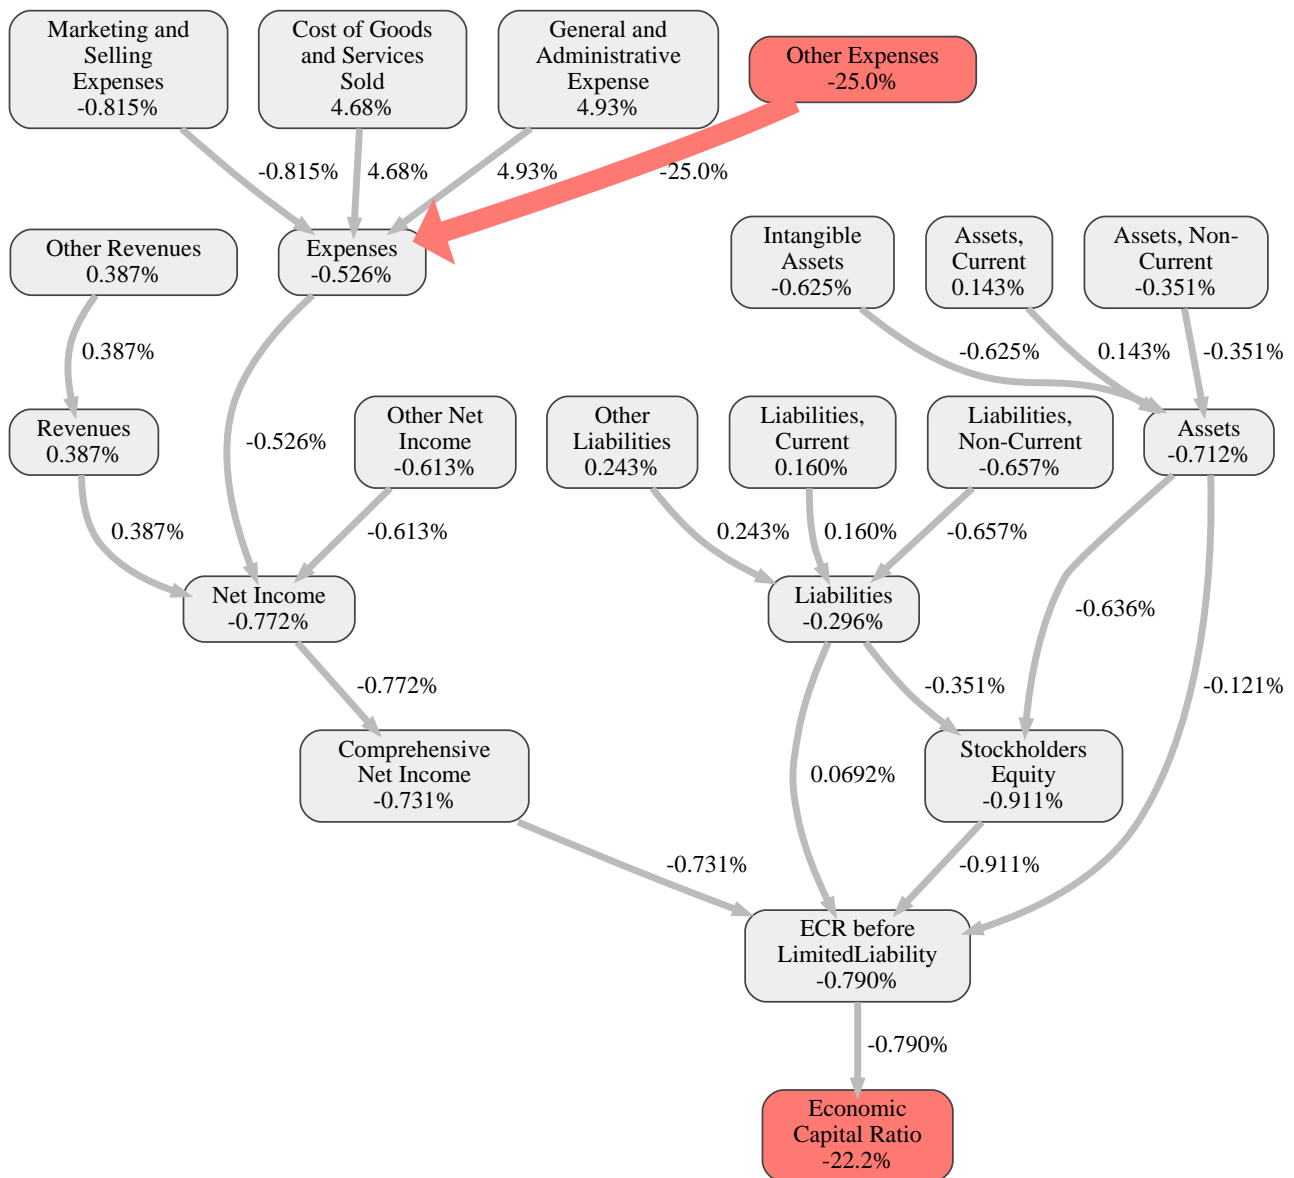 Marketing and
Selling
Expenses
-0.815%
Cost of Goods
and Services
Sold
4.68%
General and
Administrative
Expense
4.93%
Other Expenses
-25.0%
-0.815%
4.68%
4.93%
-25.0%
Other Revenues
0.387%
Expenses
-0.526%
Intangible
Assets
-0.625%
Assets,
Current
0.143%
Assets, Non-
Current
-0.351%
0.387%
-0.625%
0.143%
-0.351%
Revenues
0.387%
-0.526%
Other Net
Income
-0.613%
Other
Liabilities
0.243%
Liabilities,
Current
0.160%
Liabilities,
Non-Current
-0.657%
Assets
-0.712%
0.387%
-0.613%
0.243%
0.160%
-0.657%
Net Income
-0.772%
Liabilities
-0.296%
-0.636%
-0.772%
-0.351%
-0.121%
Comprehensive
Net Income
-0.731%
0.0692%
Stockholders
Equity
-0.911%
-0.731%
-0.911%
ECR before
LimitedLiability
-0.790%
-0.790%
Economic
Capital Ratio
-22.2%